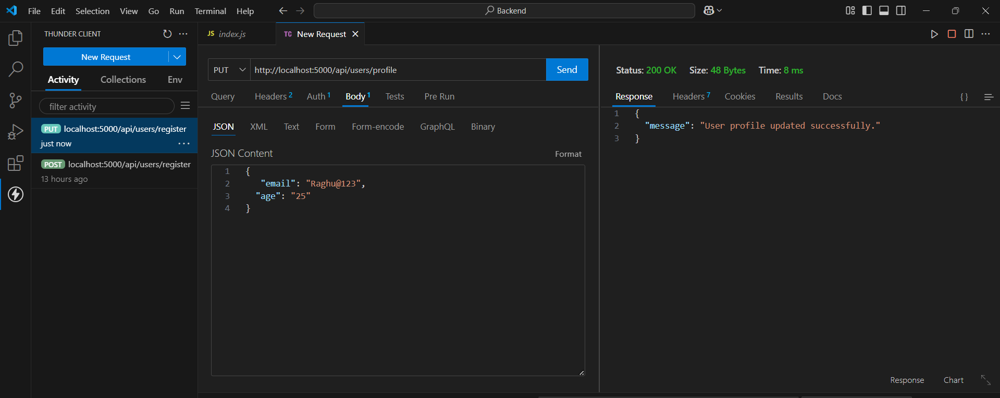 File Edit Selection View Go Run Terminal Help
Backend
THUNDER CLIENT
New Request
Activity Collections Env
filter activity
PUT localhost:5000/api/users/register
just now
POST localhost:5000/api/users/register
13 hours ago
JS index.js
TC New Request
PUT http://localhost:5000/api/users/profile Send
Query Headers 2 Auth 1 Body 1 Tests Pre Run
JSON XML Text Form Form-encode GraphQL Binary
JSON Content Format
1 {
2 "email": "Raghu@123",
3 "age": "25"
4 }
Status: 200 OK Size: 48 Bytes Time: 8 ms
Response Headers 7 Cookies Results Docs {}
1 {
2 "message": "User profile updated successfully."
3 }
Response Chart